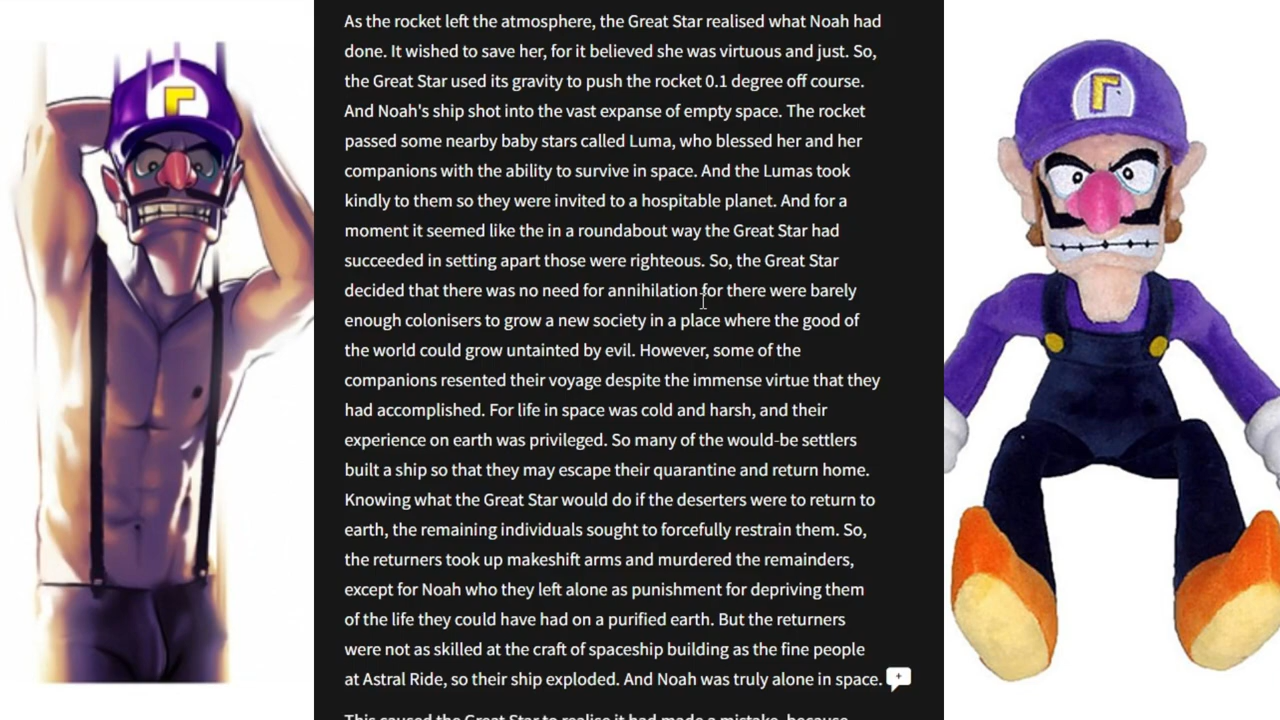 As the rocket left the atmosphere, the Great Star realised what Noah had
done. It wished to save her, for it believed she was virtuous and just. So,
the Great Star used its gravity to push the rocket 0.1 degree off course.
And Noah's ship shot into the vast expanse of empty space. The rocket
passed some nearby baby stars called Luma, who blessed her and her
companions with the ability to survive in space. And the Lumas took
kindly to them so they were invited to a hospitable planet. And for a
moment it seemed like the in a roundabout way the Great Star had
succeeded in setting apart those were righteous. So, the Great Star
decided that there was no need for annihilation for there were barely
enough colonisers to grow a new society in a place where the good of
the world could grow untainted by evil. However, some of the
companions resented their voyage despite the immense virtue that they
had accomplished. For life in space was cold and harsh, and their
experience on earth was privileged. So many of the would-be settlers
built a ship so that they may escape their quarantine and return home.
Knowing what the Great Star would do if the deserters were to return to
earth, the remaining individuals sought to forcefully restrain them. So,
the returners took up makeshift arms and murdered the remainders,
except for Noah who they left alone as punishment for depriving them
of the life they could have had on a purified earth. But the returners
were not as skilled at the craft of spaceship building as the fine people
at Astral Ride, so their ship exploded. And Noah was truly alone in space.
This caused the Great Star to realise it had made a mistake, because